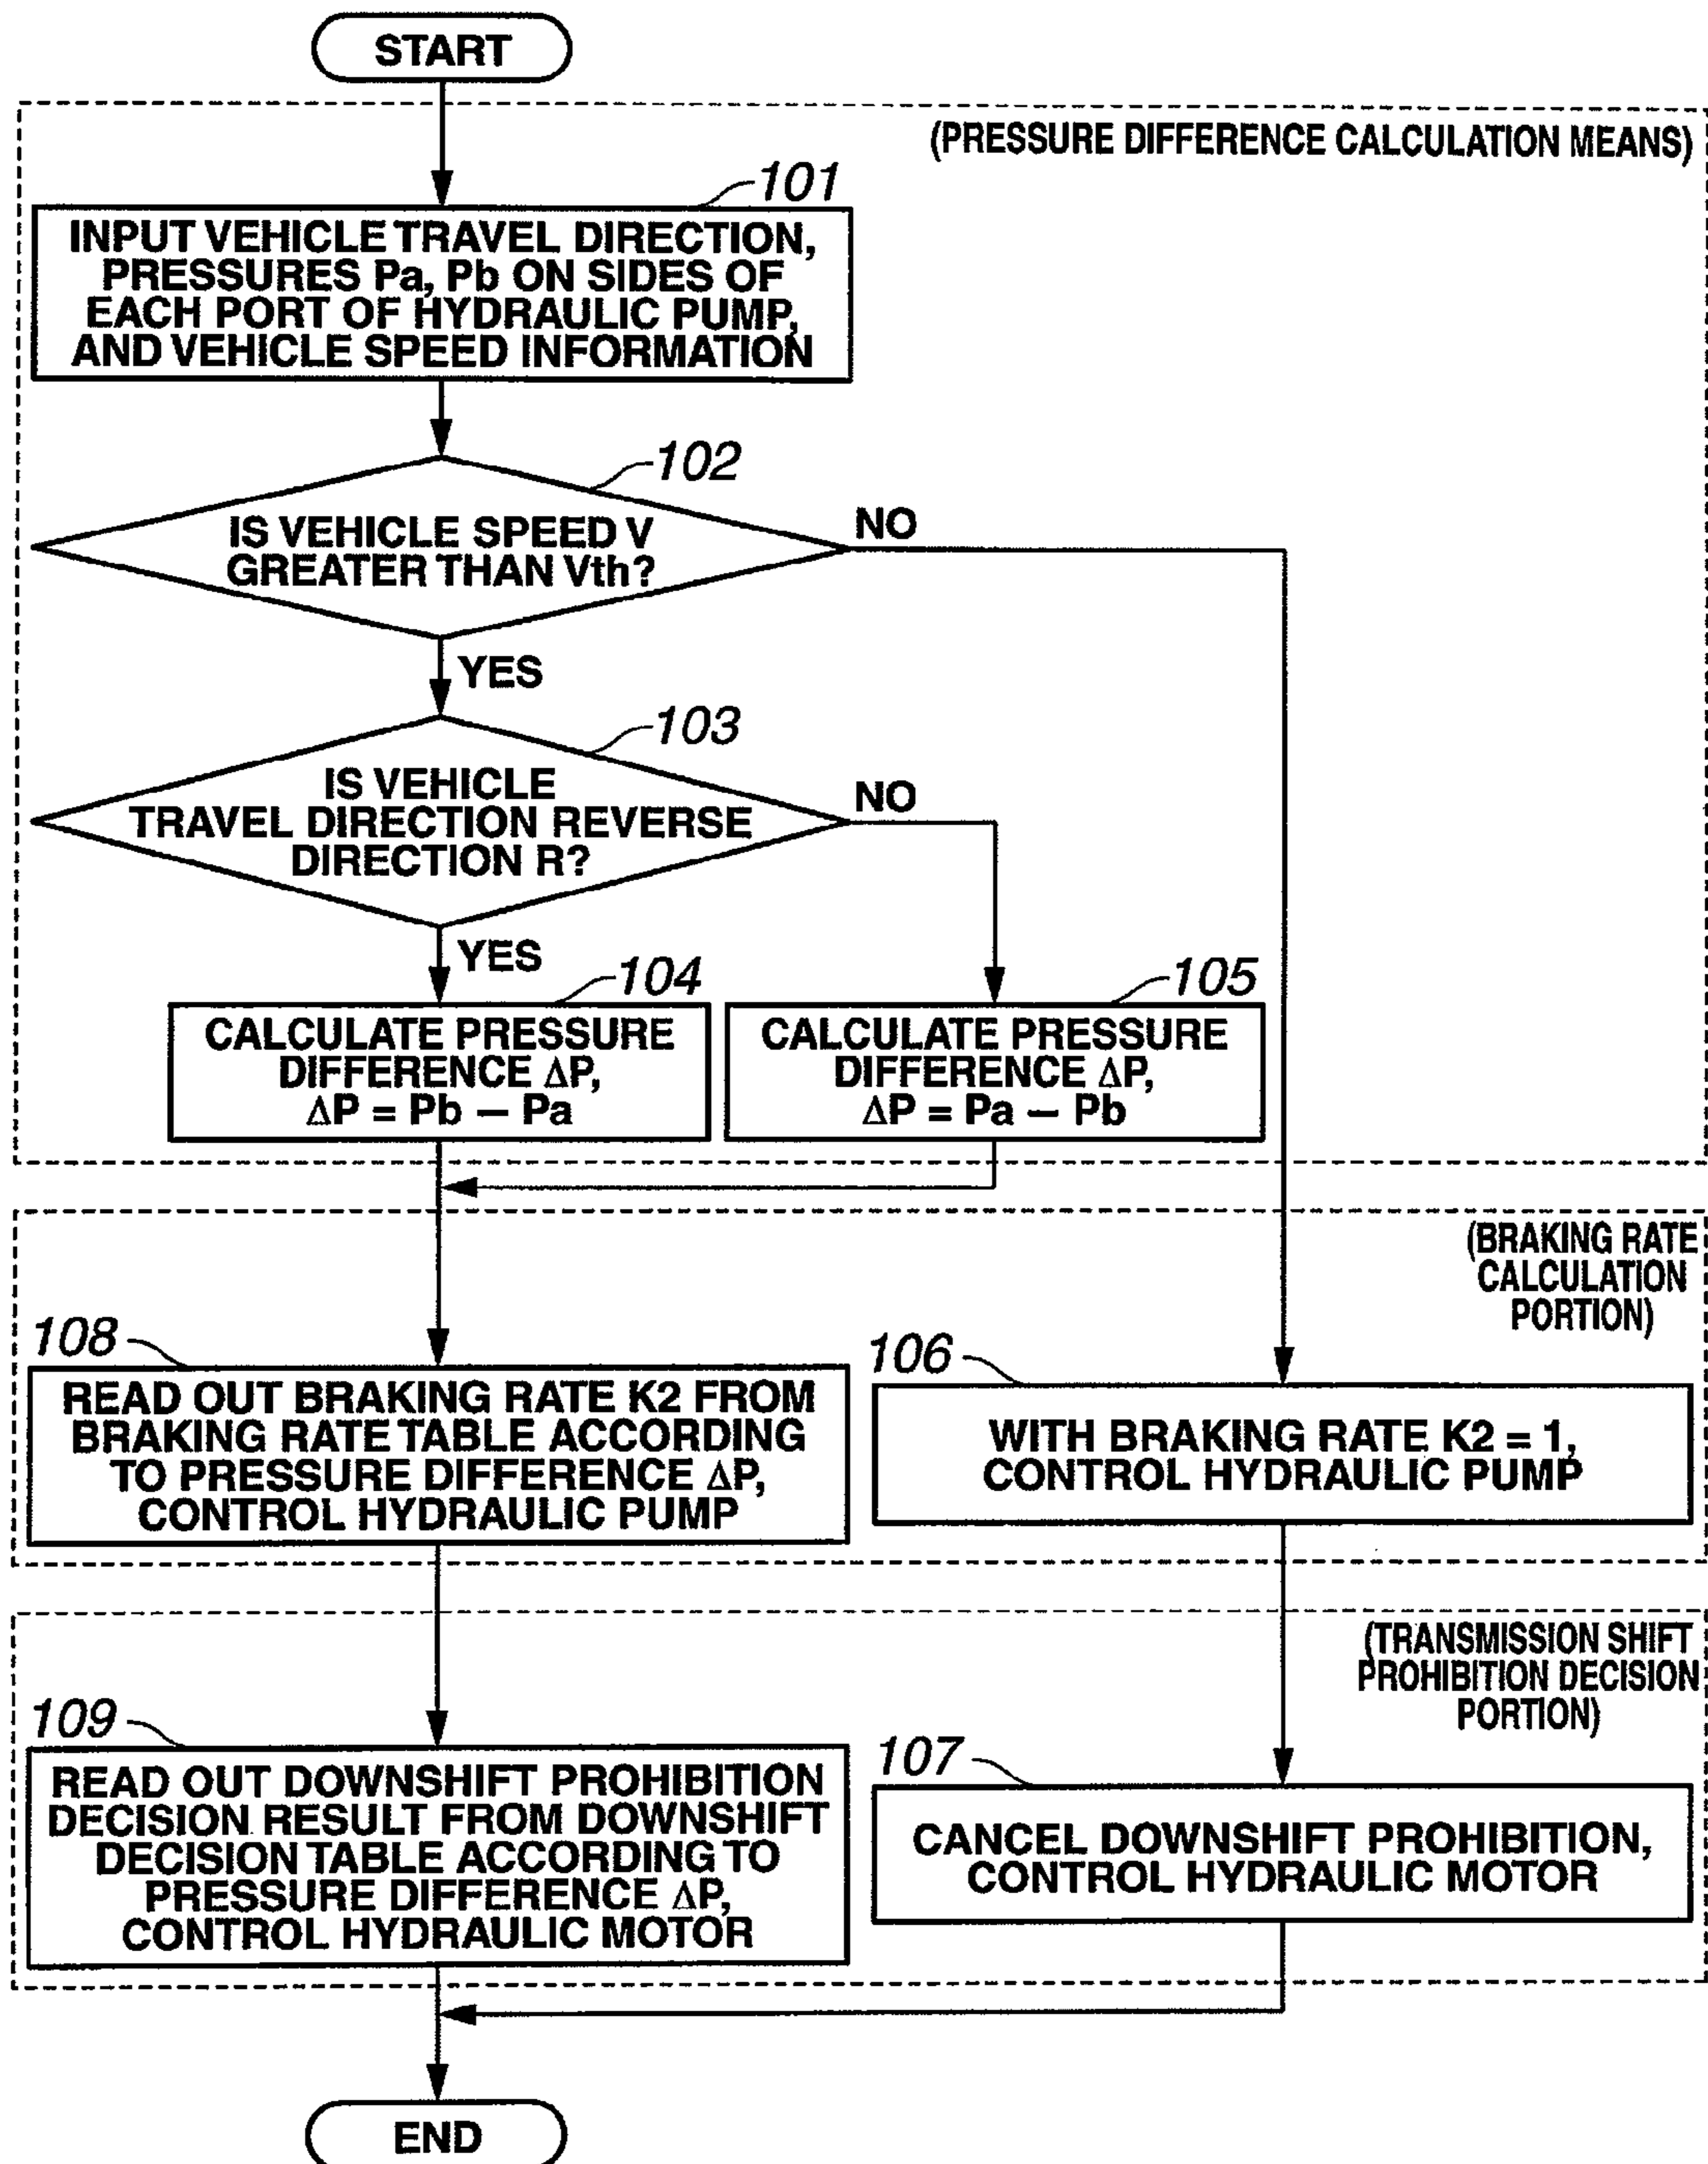 START
(PRESSURE DIFFERENCE CALCULATION MEANS)
101
INPUT VEHICLE TRAVEL DIRECTION,
PRESSURES Pa, Pb ON SIDES OF
EACH PORT OF HYDRAULIC PUMP,
AND VEHICLE SPEED INFORMATION
102
IS VEHICLE SPEED V
GREATER THAN Vth?
NO
YES
103
IS VEHICLE
TRAVEL DIRECTION REVERSE
DIRECTION R?
NO
YES
104
CALCULATE PRESSURE
DIFFERENCE ΔP,
ΔP = Pb – Pa
105
CALCULATE PRESSURE
DIFFERENCE ΔP,
ΔP = Pa – Pb
(BRAKING RATE
CALCULATION
PORTION)
108
READ OUT BRAKING RATE K2 FROM
BRAKING RATE TABLE ACCORDING
TO PRESSURE DIFFERENCE ΔP,
CONTROL HYDRAULIC PUMP
106
WITH BRAKING RATE K2 = 1,
CONTROL HYDRAULIC PUMP
(TRANSMISSION SHIFT
PROHIBITION DECISION
PORTION)
109
READ OUT DOWNSHIFT PROHIBITION
DECISION RESULT FROM DOWNSHIFT
DECISION TABLE ACCORDING TO
PRESSURE DIFFERENCE ΔP,
CONTROL HYDRAULIC MOTOR
107
CANCEL DOWNSHIFT PROHIBITION,
CONTROL HYDRAULIC MOTOR
END